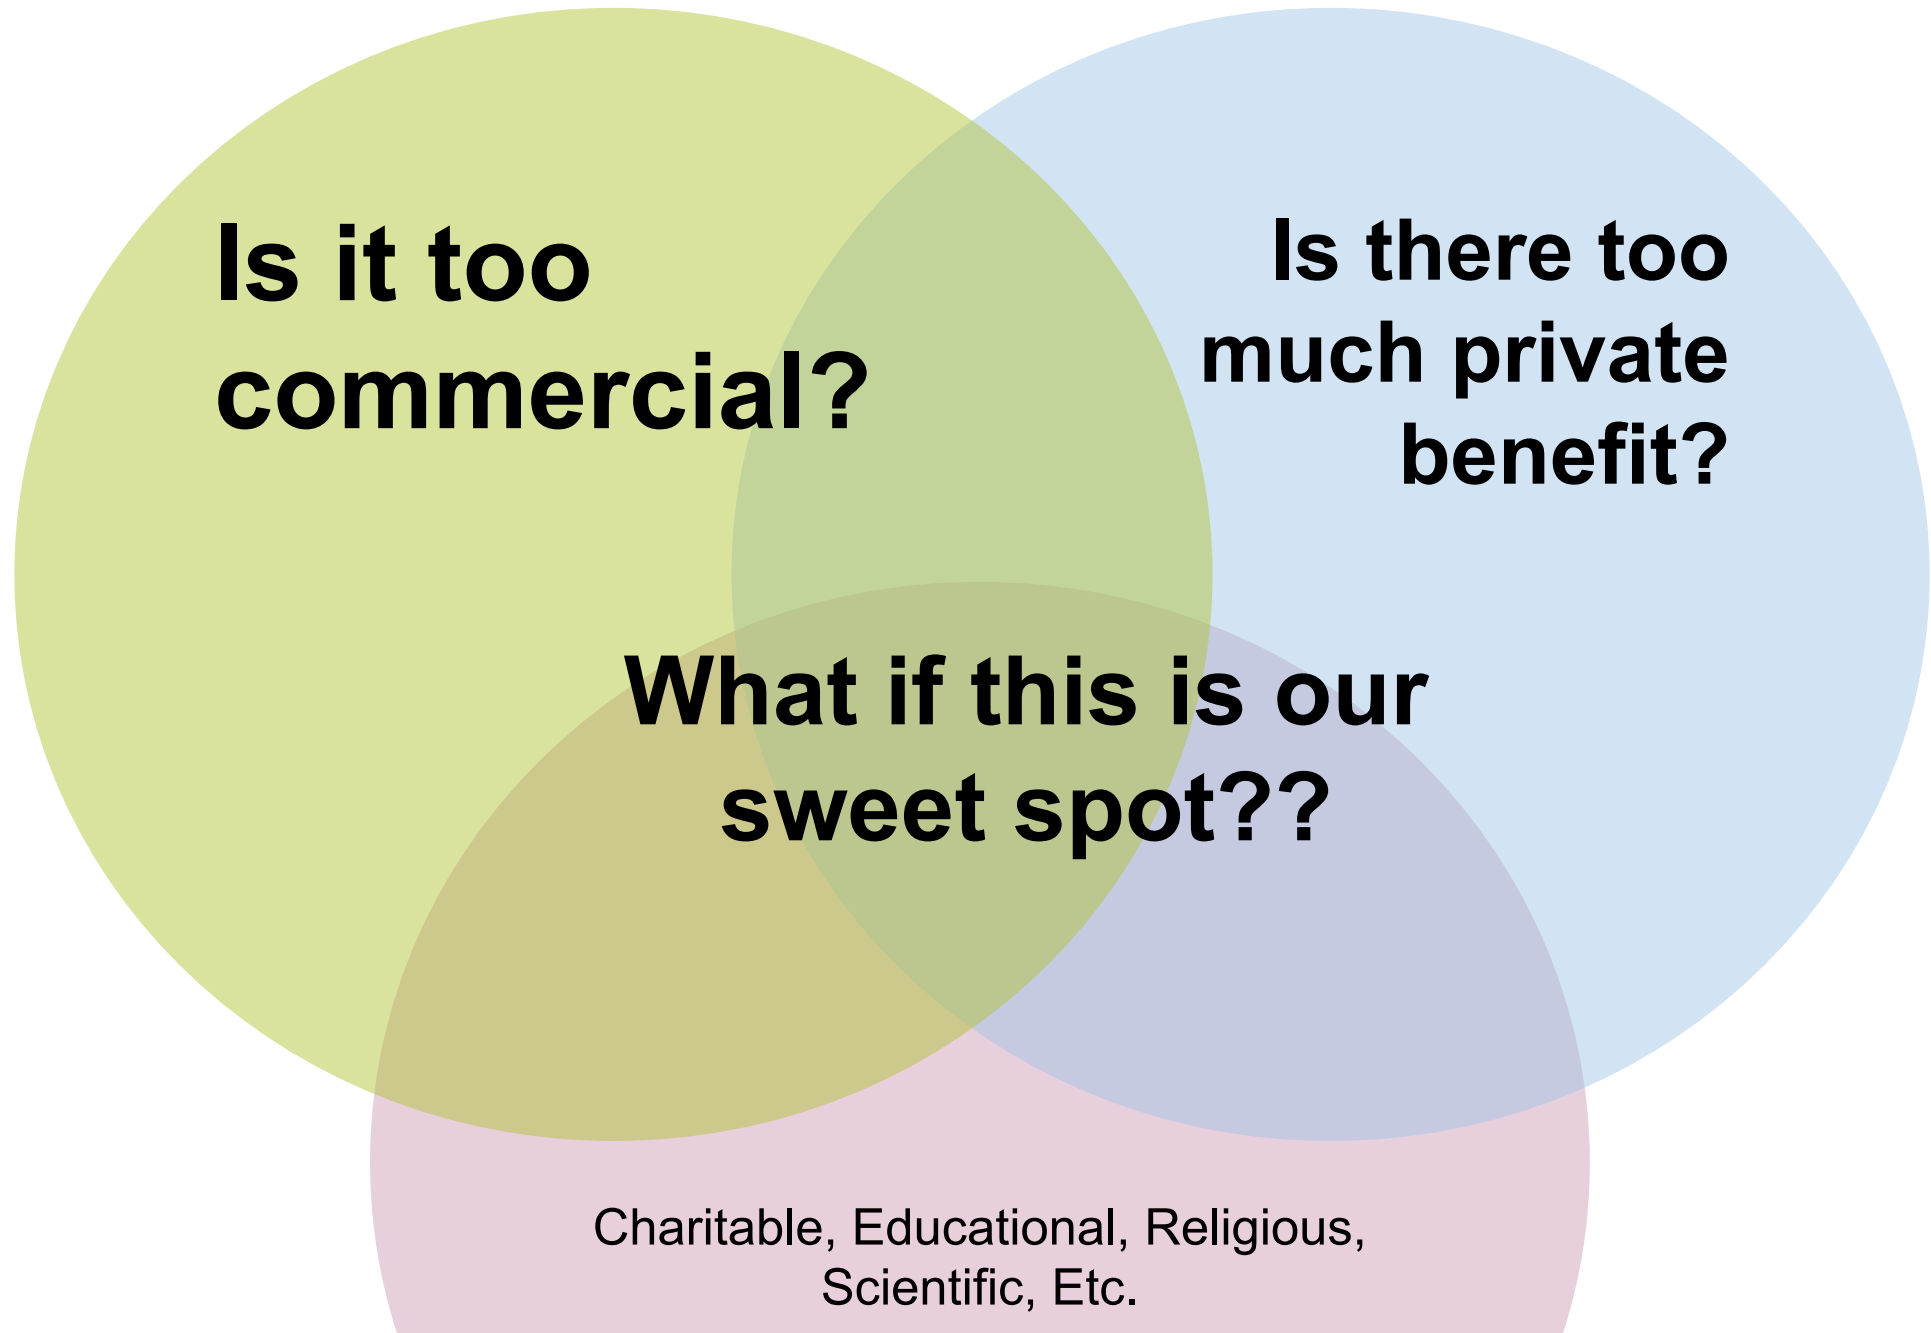 Is it too
commercial?
Is there too
much private
benefit?
What if this is our
sweet spot??
Charitable, Educational, Religious,
Scientific, Etc.